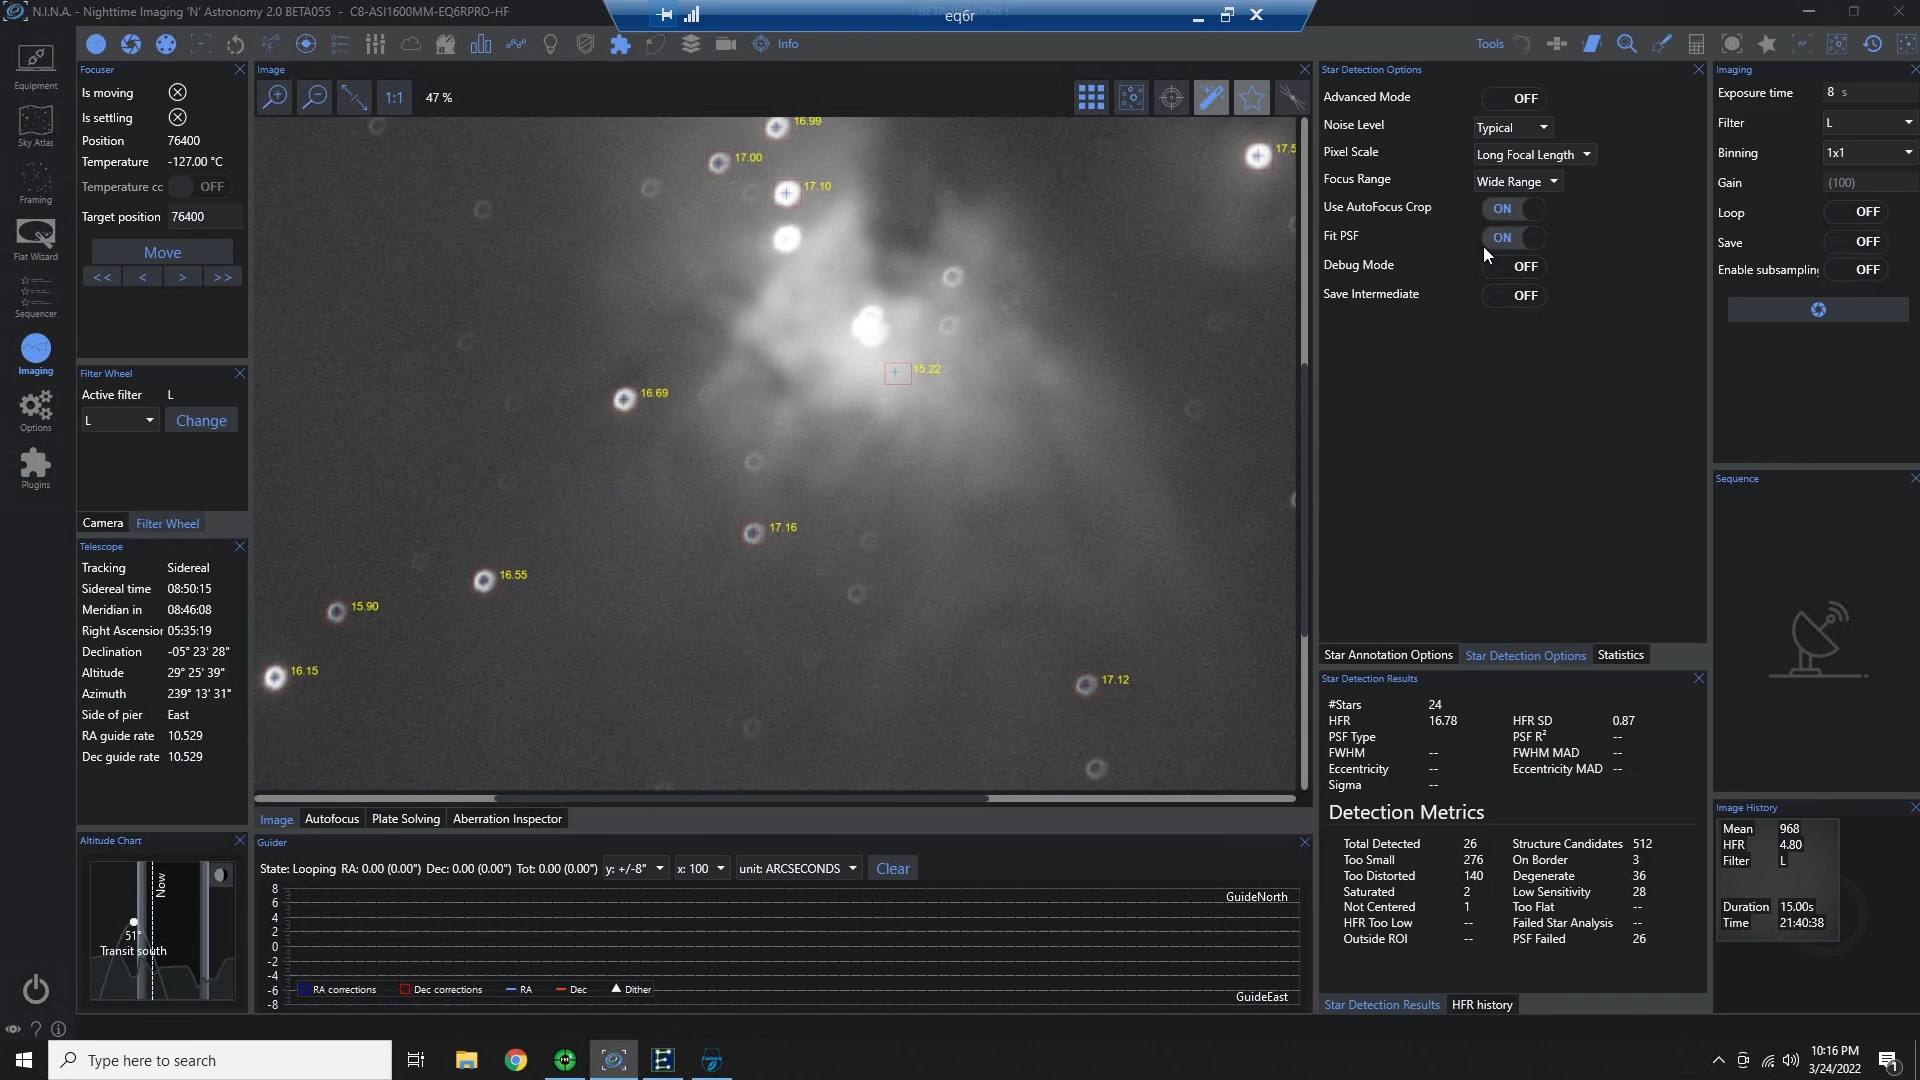 N.I.N.A. - Nighttime Imaging 'N' Astronomy 2.0 BETA055 - C8-ASI1600MM-EQ6RPRO-HF
eq6r
Info
Tools
Equipment
Sky Atlas
Framing
Flat Wizard
Sequencer
Imaging
Options
Plugins
Focuser
Is moving
Is settling
Position 76400
Temperature -127.00 °C
Temperature cc OFF
Target position 76400
Move
<< < > >>
Filter Wheel
Active filter L
L Change
Camera Filter Wheel
Telescope
Tracking Sidereal
Sidereal time 08:50:15
Meridian in 08:46:08
Right Ascension 05:35:19
Declination -05° 23' 28"
Altitude 29° 25' 39"
Azimuth 239° 13' 31"
Side of pier East
RA guide rate 10.529
Dec guide rate 10.529
Altitude Chart
Now
51°
Transit south
Image
1:1 47 %
16.99
17.00
17.5
17.10
15.22
16.69
17.16
16.55
15.90
16.15
17.12
Image Autofocus Plate Solving Aberration Inspector
Guider
State: Looping RA: 0.00 (0.00") Dec: 0.00 (0.00") Tot: 0.00 (0.00") y: +/-8" x: 100 unit: ARCSECONDS Clear
8
6
4
2
0
-2
-4
-6
-8
GuideNorth
RA corrections Dec corrections RA Dec Dither
GuideEast
Star Detection Options
Advanced Mode OFF
Noise Level Typical
Pixel Scale Long Focal Length
Focus Range Wide Range
Use AutoFocus Crop ON
Fit PSF ON
Debug Mode OFF
Save Intermediate OFF
Star Annotation Options Star Detection Options Statistics
Star Detection Results
#Stars 24
HFR 16.78 HFR SD 0.87
PSF Type PSF R² --
FWHM -- FWHM MAD --
Eccentricity -- Eccentricity MAD --
Sigma --
Detection Metrics
Total Detected 26 Structure Candidates 512
Too Small 276 On Border 3
Too Distorted 140 Degenerate 36
Saturated 2 Low Sensitivity 28
Not Centered 1 Too Flat --
HFR Too Low -- Failed Star Analysis --
Outside ROI -- PSF Failed 26
Star Detection Results HFR history
Imaging
Exposure time 8 s
Filter L
Binning 1x1
Gain (100)
Loop OFF
Save OFF
Enable subsampling OFF
Sequence
Image History
Mean 968
HFR 4.80
Filter L
Duration 15.00s
Time 21:40:38
Type here to search
10:16 PM
3/24/2022
1